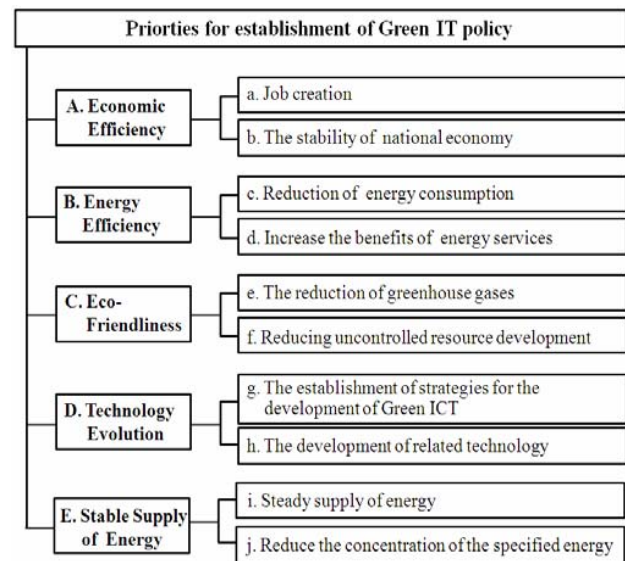 Priorties for establishment of Green IT policy
A. Economic
Efficiency
a. Job creation
b. The stability of national economy
B. Energy
Efficiency
c. Reduction of energy consumption
d. Increase the benefits of energy services
C. Eco-
Friendliness
e. The reduction of greenhouse gases
f. Reducing uncontrolled resource development
D. Technology
Evolution
g. The establishment of strategies for the
development of Green ICT
h. The development of related technology
E. Stable Supply
of Energy
i. Steady supply of energy
j. Reduce the concentration of the specified energy